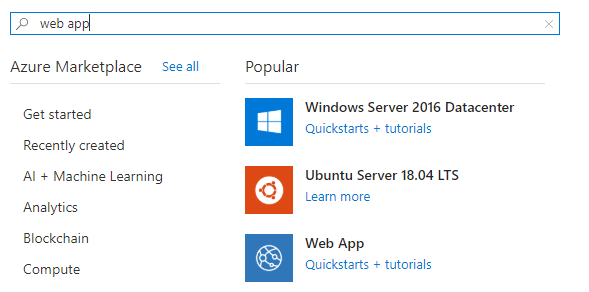 web app
Azure Marketplace See all
Popular
Get started
Recently created
AI + Machine Learning
Analytics
Blockchain
Compute
Windows Server 2016 Datacenter
Quickstarts + tutorials
Ubuntu Server 18.04 LTS
Learn more
Web App
Quickstarts + tutorials